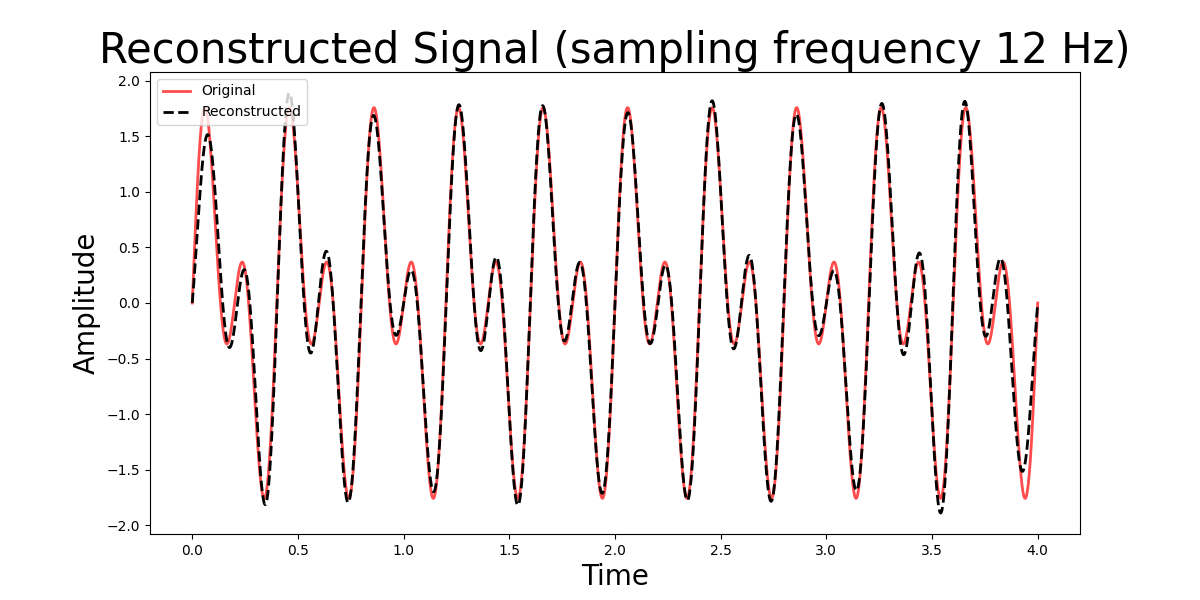 Reconstructed Signal (sampling frequency 12 Hz)
Original
Reconstructed
Amplitude
2.0
1.5
1.0
0.5
0.0
−0.5
−1.0
−1.5
−2.0
0.0 0.5 1.0 1.5 2.0 2.5 3.0 3.5 4.0
Time